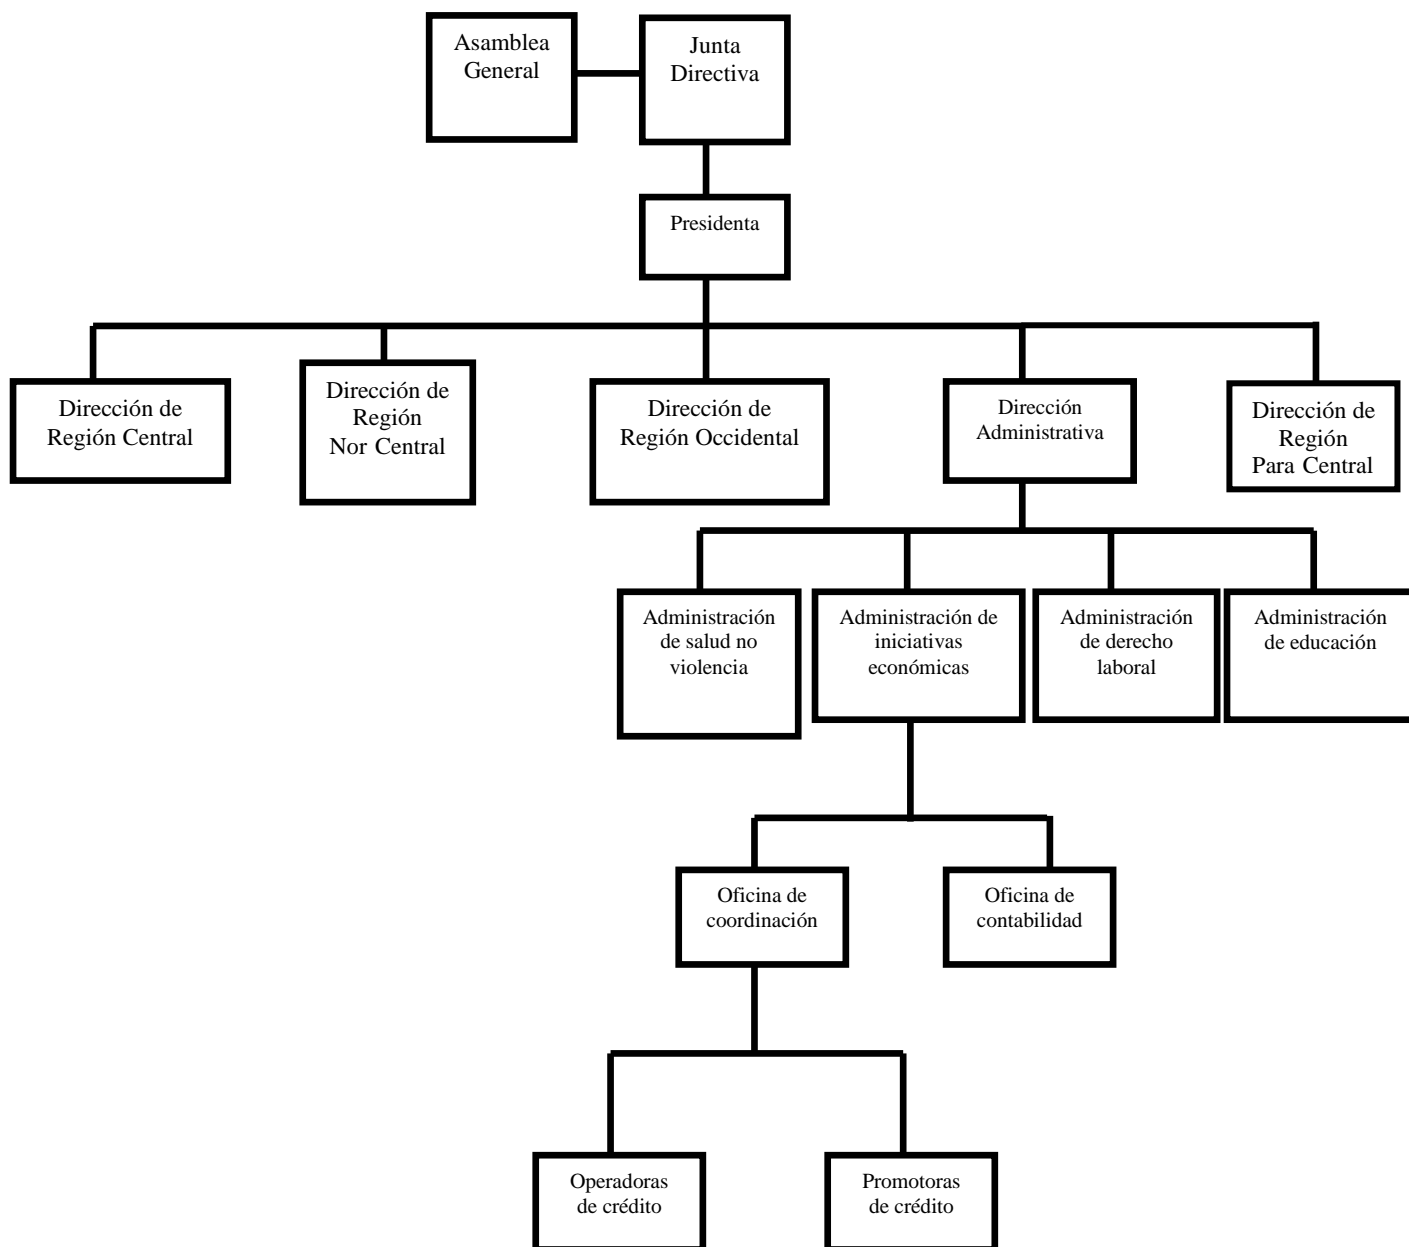 Asamblea
General
Junta
Directiva
Presidenta
Dirección de
Región Central
Dirección de
Región
Nor Central
Dirección de
Región Occidental
Dirección
Administrativa
Dirección de
Región
Para Central
Administración
de salud no
violencia
Administración de
iniciativas
económicas
Administración
de derecho
laboral
Administración
de educación
Oficina de
coordinación
Oficina de
contabilidad
Operadoras
de crédito
Promotoras
de crédito